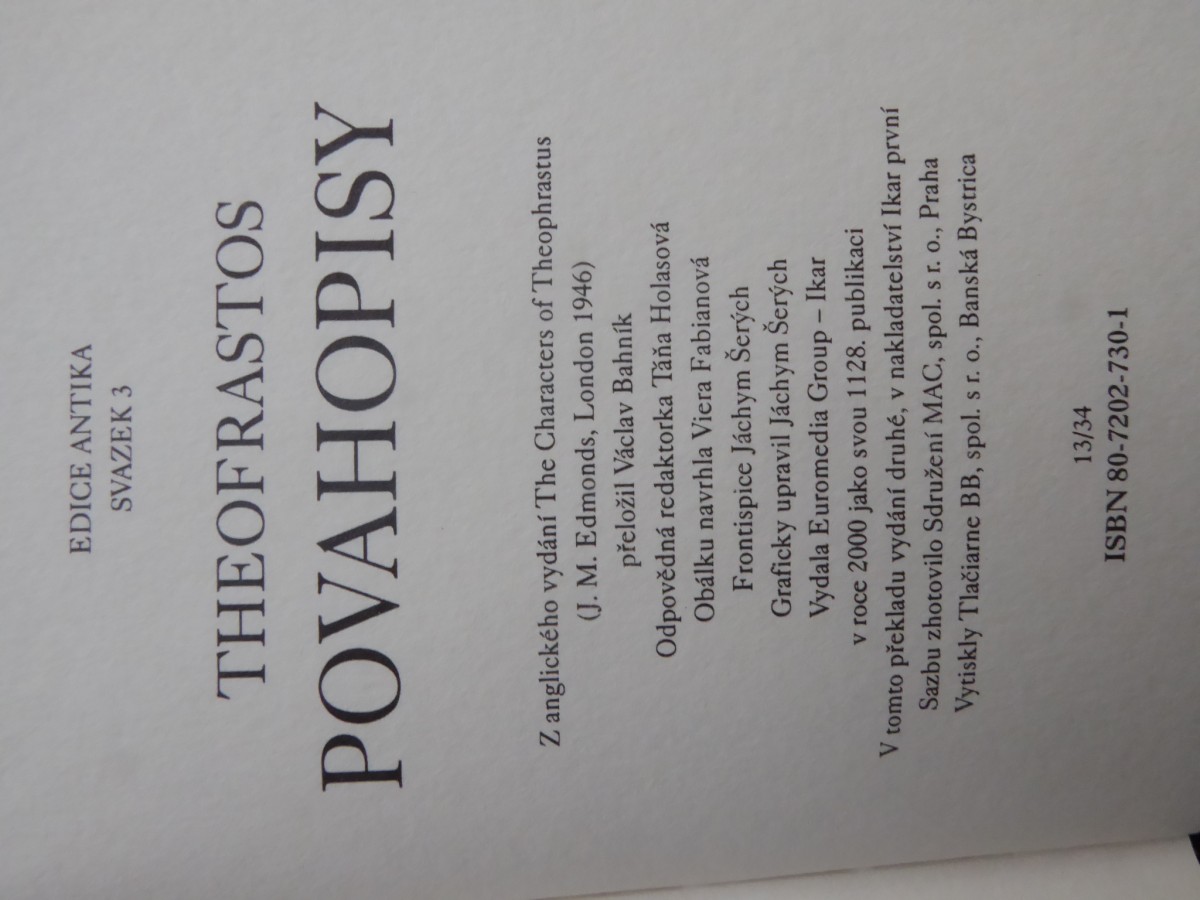 EDICE ANTIKA
SVAZEK 3
THEOFRASTOS
POVAHOPISY
Z anglického vydání The Characters of Theophrastus
(J. M. Edmonds, London 1946)
přeložil Václav Bahník
Odpovědná redaktorka Táňa Holasová
Obálku navrhla Viera Fabianová
Frontispice Jáchym Šerých
Graficky upravil Jáchym Šerých
Vydala Euromedia Group – Ikar
v roce 2000 jako svou 1128. publikaci
V tomto překladu vydání druhé, v nakladatelství Ikar první
Sazbu zhotovilo Sdružení MAC, spol. s r. o., Praha
Vytiskly Tlačiarne BB, spol. s r. o., Banská Bystrica
13/34
ISBN 80-7202-730-1